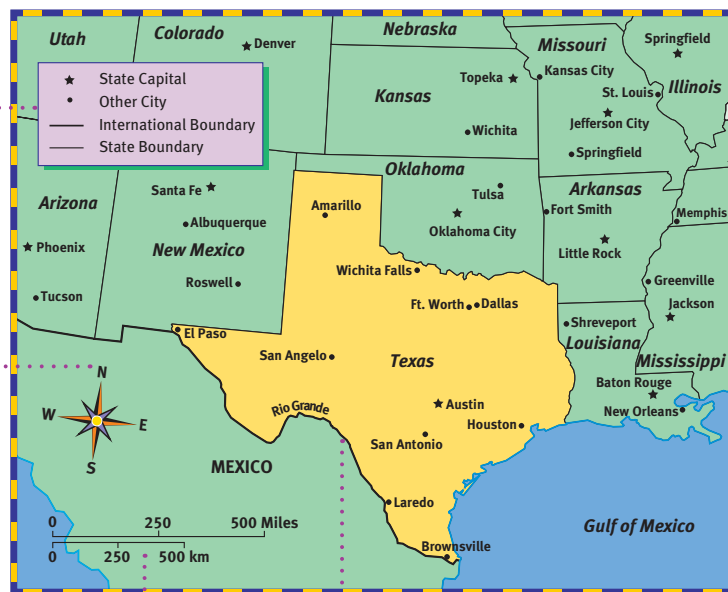 Utah
Colorado
Denver
Nebraska
Missouri
Springfield
Illinois
State Capital
Other City
International Boundary
State Boundary
Topeka
Kansas City
Kansas
St. Louis
Jefferson City
Wichita
Springfield
Oklahoma
Arizona
Santa Fe
Amarillo
Tulsa
Arkansas
Fort Smith
Memphis
Albuquerque
Oklahoma City
Phoenix
New Mexico
Little Rock
Wichita Falls
Roswell
Greenville
Tucson
Ft. Worth
Dallas
Jackson
El Paso
Shreveport
Louisiana
San Angelo
Texas
Mississippi
N
W
E
S
Rio Grande
Austin
Baton Rouge
New Orleans
Houston
San Antonio
MEXICO
Laredo
0 250 500 Miles
0 250 500 km
Gulf of Mexico
Brownsville